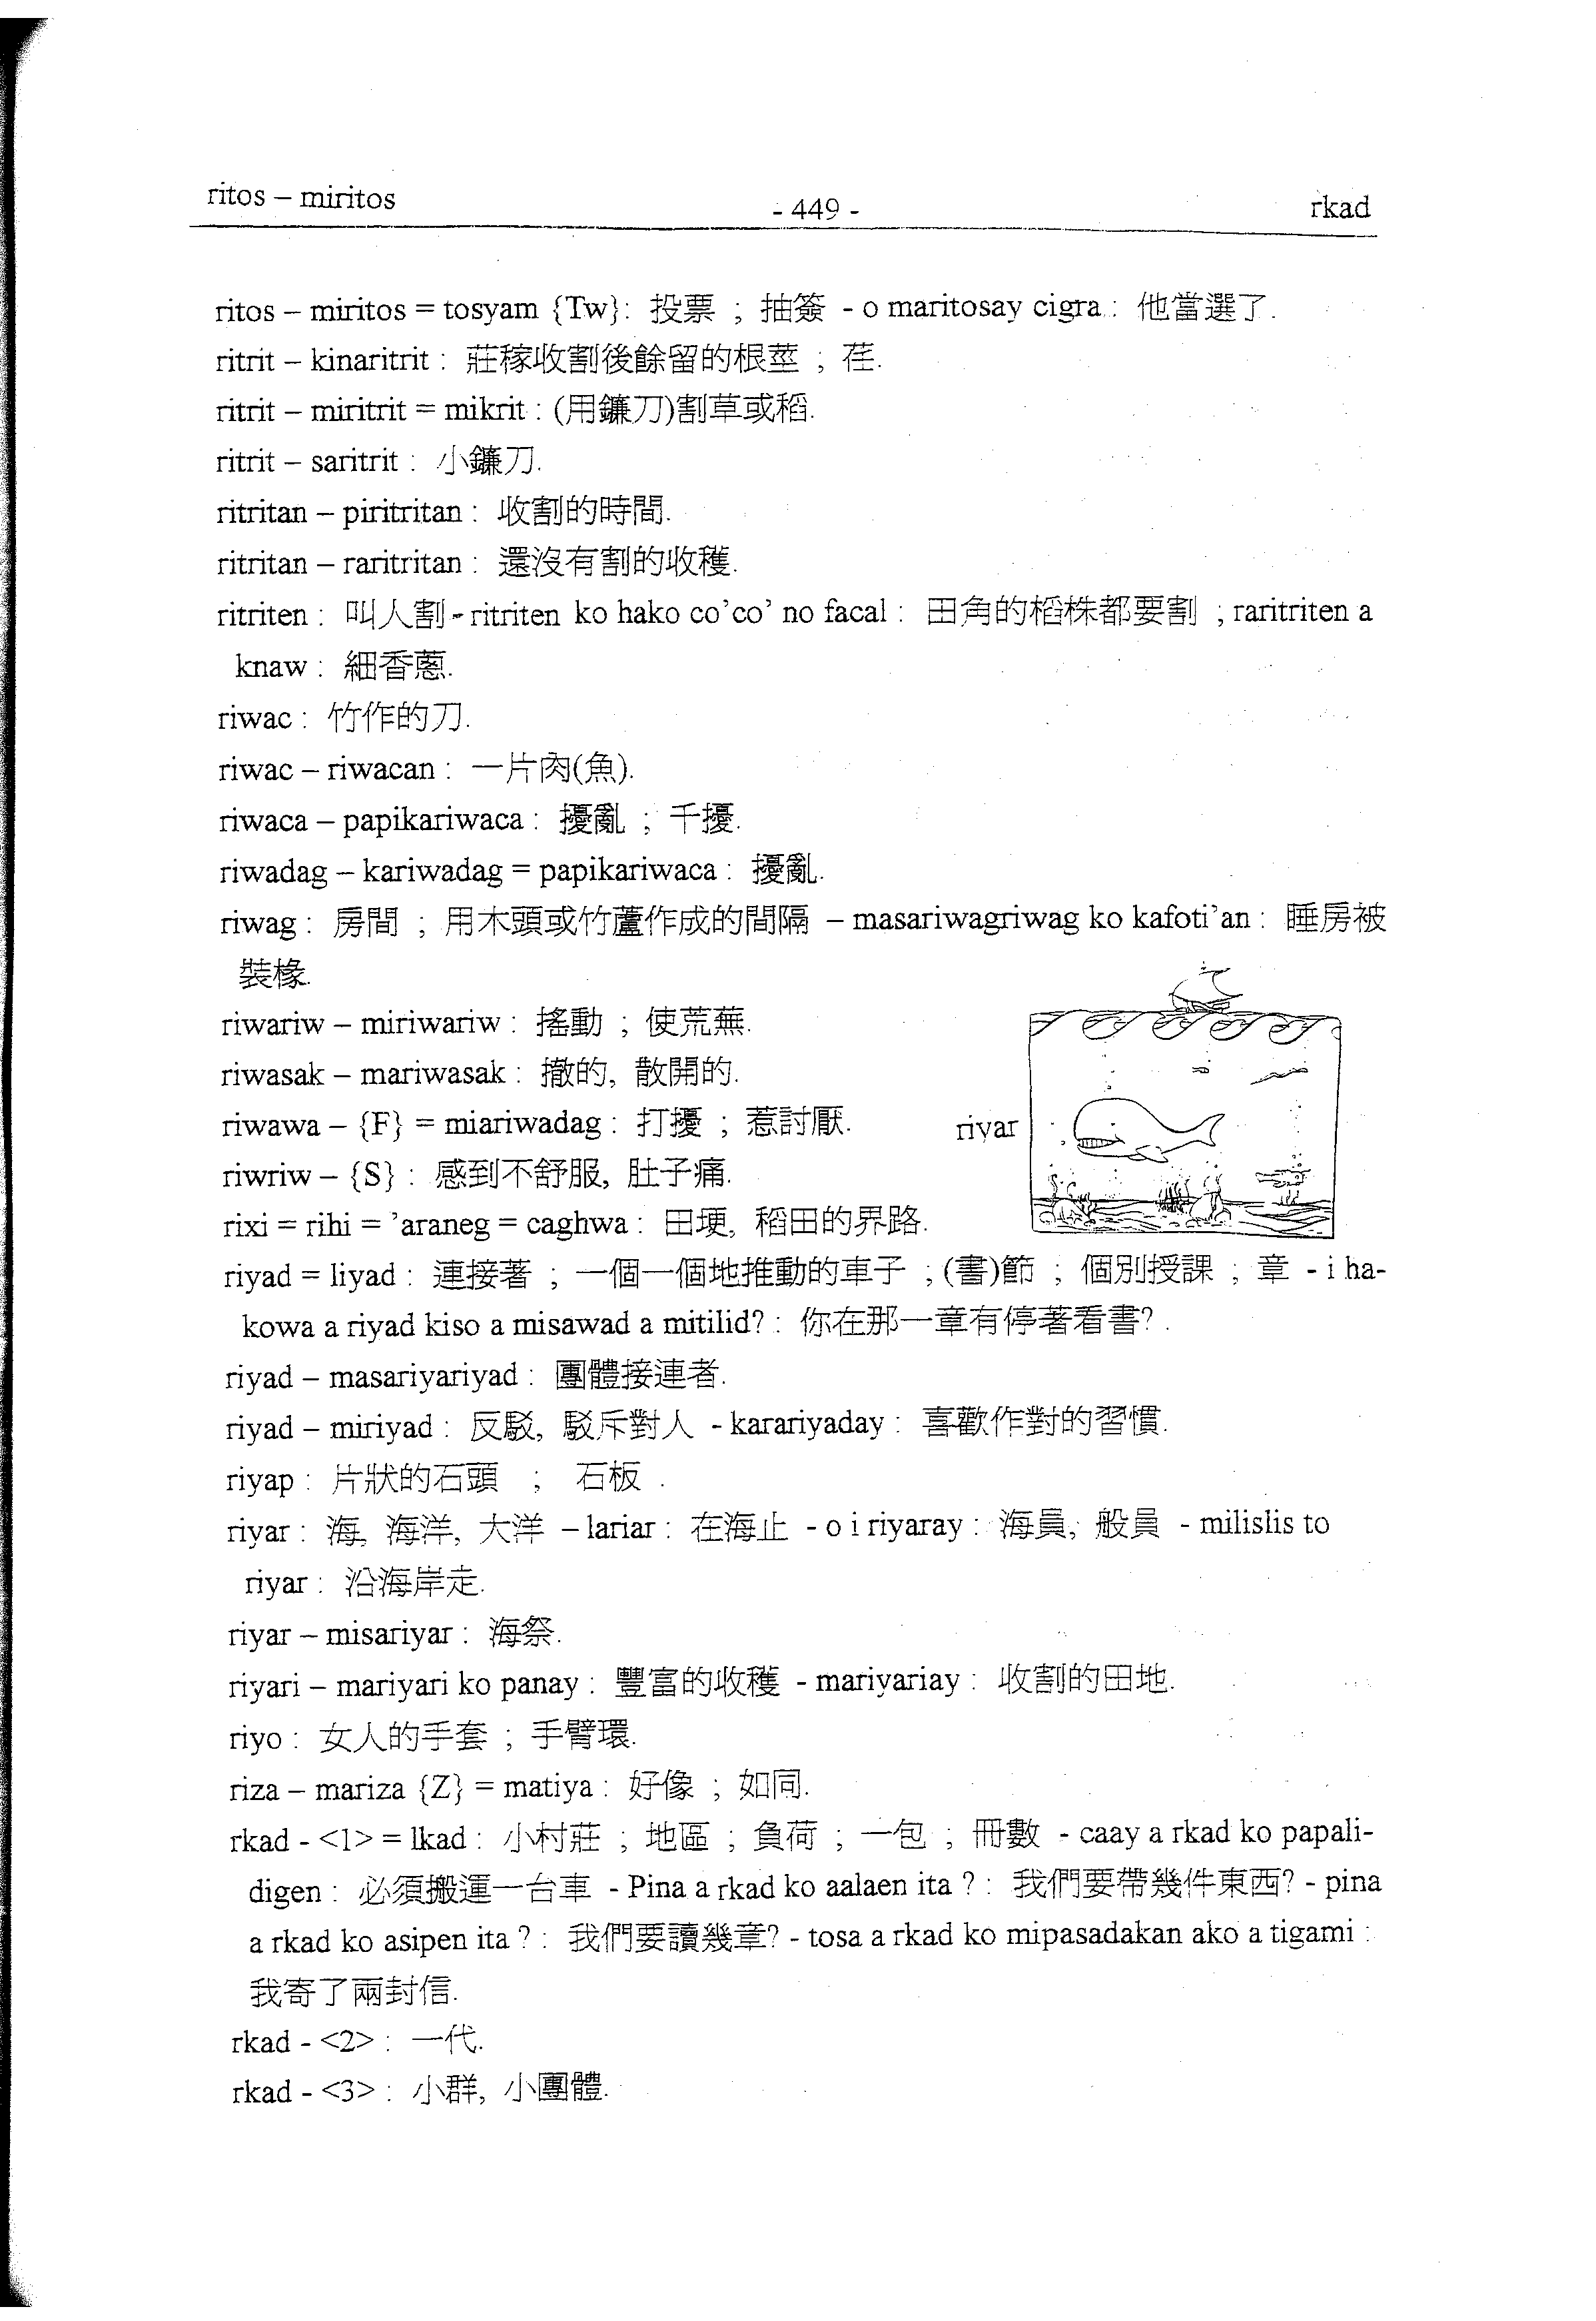 ritos – miritos
- 449 -
rkad
ritos – miritos = tosyam {Tw}: 投票 ; 抽簽 - o maritosay cigra : 他當選了.
ritrit – kinaritrit : 莊稼收割後餘留的根莖 ; 茬.
ritrit – miritrit = mikrit : (用鐮刀)割草或稻.
ritrit – saritrit : 小鐮刀.
ritritan – piritritan : 收割的時間.
ritritan – raritritan : 還沒有割的收穫.
ritriten : 叫人割 - ritriten ko hako co’co’ no facal : 田角的稻株都要割 ; raritriten a
knaw : 細香蔥.
riwac : 竹作的刀.
riwac – riwacan : 一片肉(魚).
riwaca – papikariwaca : 擾亂 ; 干擾.
riwadag – kariwadag = papikariwaca : 擾亂.
riwag : 房間 ; 用木頭或竹蘆作成的間隔 – masariwagriwag ko kafoti’an : 睡房被
裝椽.
riwariw – miriwariw : 搖動 ; 使荒蕪.
riwasak – mariwasak : 撤的, 散開的.
riwawa – {F} = miariwadag : 打擾 ; 惹討厭.
riyar
riwriw – {S} : 感到不舒服, 肚子痛.
rixi = rihi = ’araneg = caghwa : 田埂, 稻田的界路.
riyad = liyad : 連接著 ; 一個一個地推動的車子 ; (書)節 ; 個別授課 ; 章 - i ha-
kowa a riyad kiso a misawad a mitilid? : 你在那一章有停著看書? .
riyad – masariyariyad : 團體接連者.
riyad – miriyad : 反駁, 駁斥對人 - karariyaday : 喜歡作對的習慣.
riyap : 片狀的石頭 ; 石板 .
riyar : 海, 海洋, 大洋 – lariar : 在海止 - o i riyaray : 海員, 般員 - milislis to
riyar : 沿海岸走.
riyar – misariyar : 海祭.
riyari – mariyari ko panay : 豐富的收穫 - mariyariay : 收割的田地.
riyo : 女人的手套 ; 手臂環.
riza – mariza {Z} = matiya : 好像 ; 如同.
rkad - <1> = lkad : 小村莊 ; 地區 ; 負荷 ; 一包 ; 冊數 - caay a rkad ko papali-
digen : 必須搬運一台車 - Pina a rkad ko aalaen ita ? : 我們要帶幾件東西? - pina
a rkad ko asipen ita ? : 我們要讀幾章? - tosa a rkad ko mipasadakan ako a tigami :
我寄了兩封信.
rkad - <2> : 一代.
rkad - <3> : 小群, 小團體.